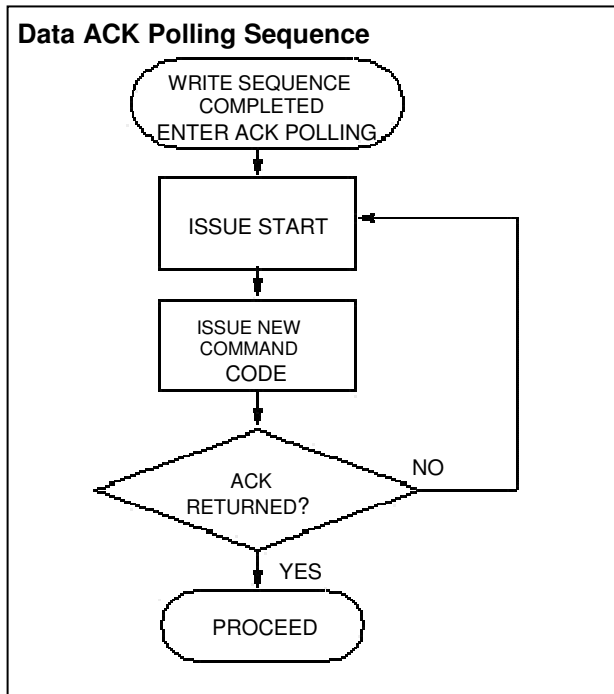 Data ACK Polling Sequence
WRITE SEQUENCE
COMPLETED
ENTER ACK POLLING
ISSUE START
ISSUE NEW
COMMAND
CODE
ACK
RETURNED?
NO
YES
PROCEED